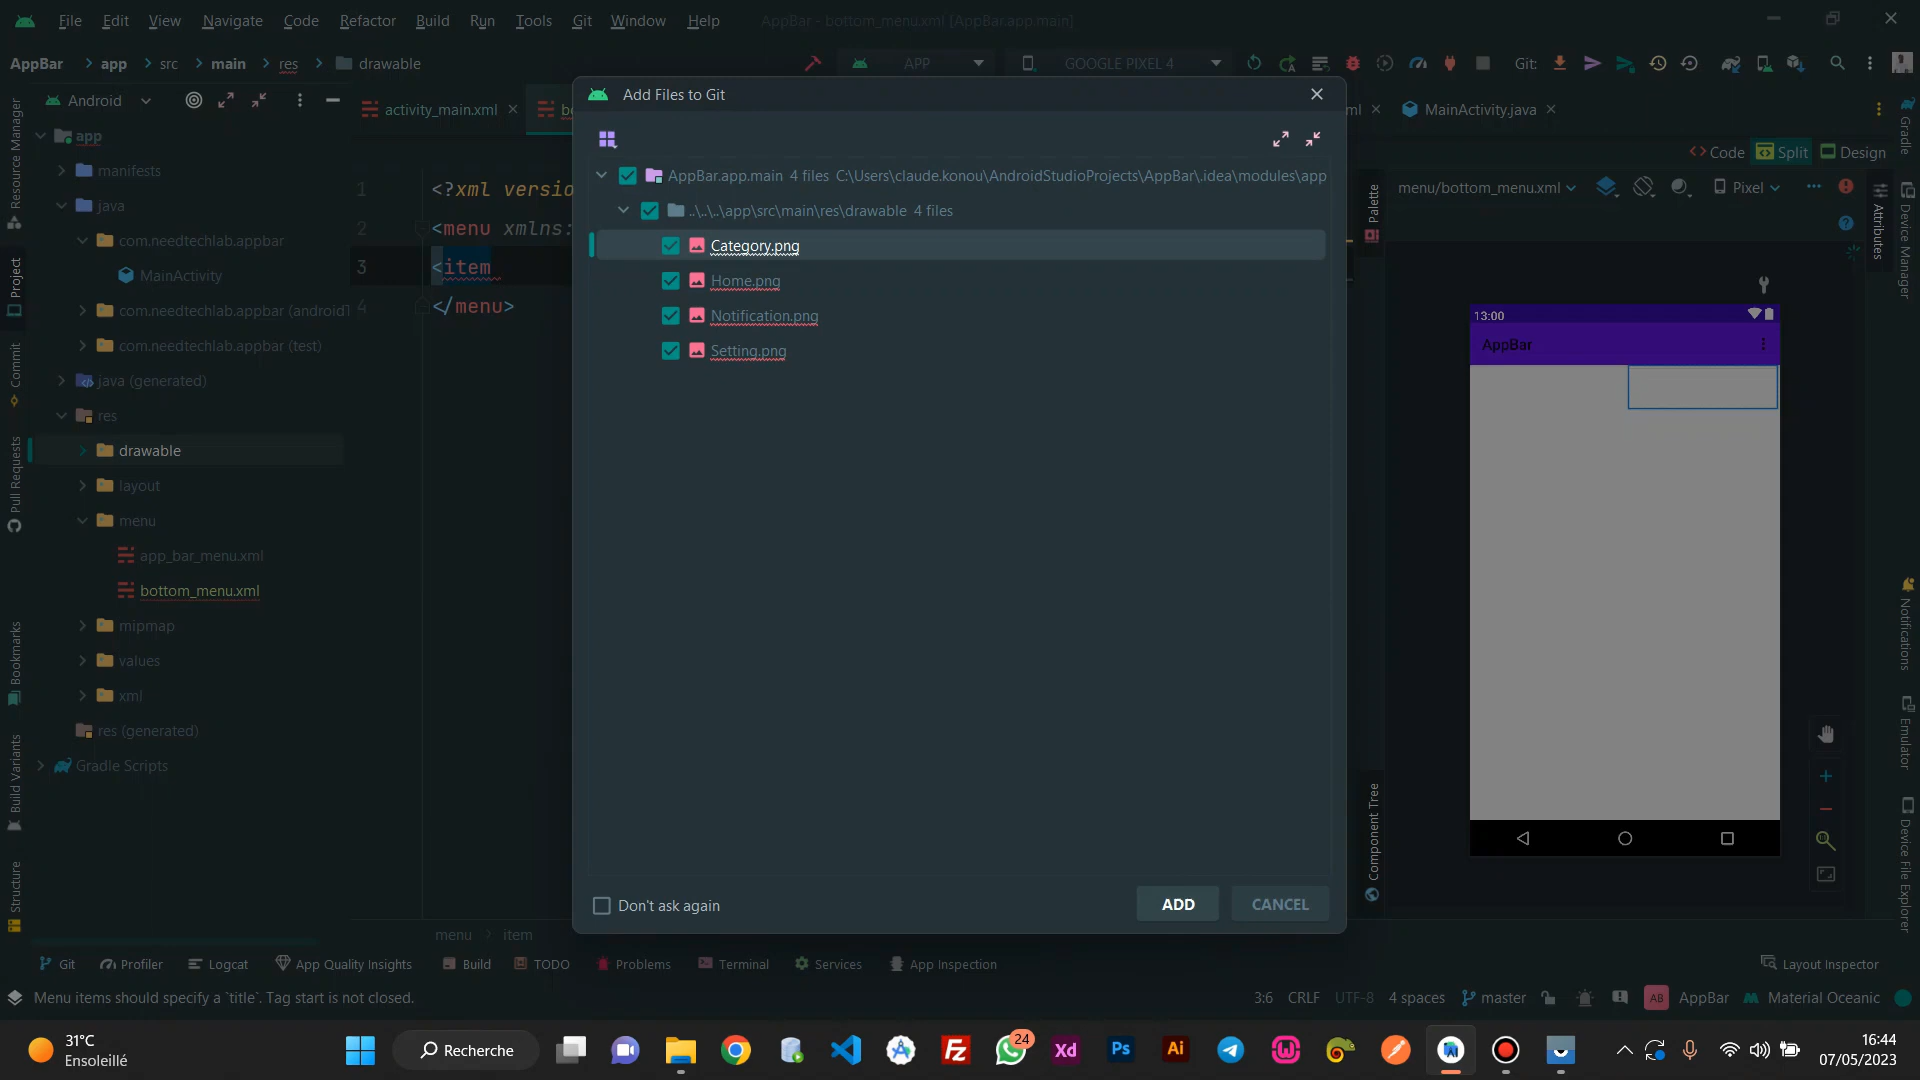 File Edit View Navigate Code Refactor Build Run Tools Git Window Help AppBar - bottom_menu.xml [AppBar.app.main]
AppBar app src main res drawable APP GOOGLE PIXEL 4 Git:
Android
activity_main.xml
MainActivity.java
Add Files to Git
AppBar.app.main 4 files C:\Users\claude.konou\AndroidStudioProjects\AppBar\.idea\modules\app
..\..\..\app\src\main\res\drawable 4 files
Category.png
Home.png
Notification.png
Setting.png
Don't ask again
ADD
CANCEL
app
manifests
java
com.needtechlab.appbar
MainActivity
com.needtechlab.appbar (android
com.needtechlab.appbar (test)
java (generated)
res
drawable
layout
menu
app_bar_menu.xml
bottom_menu.xml
mipmap
values
xml
res (generated)
Gradle Scripts
1 <?xml versio
2 <menu xmlns:
3 <item
4 </menu>
menu item
Code Split Design
menu/bottom_menu.xml Pixel
13:00
AppBar
Palette
Component Tree
Attributes
Resource Manager
Project
Commit
Pull Requests
Bookmarks
Build Variants
Structure
Gradle
Device Manager
Notifications
Emulator
Device File Explorer
Git Profiler Logcat App Quality Insights Build TODO Problems Terminal Services App Inspection Layout Inspector
Menu items should specify a `title`. Tag start is not closed. 3:6 CRLF UTF-8 4 spaces master AB AppBar Material Oceanic
31°C
Ensoleillé
Recherche
Fz
24
Xd
Ps
Ai
16:44
07/05/2023